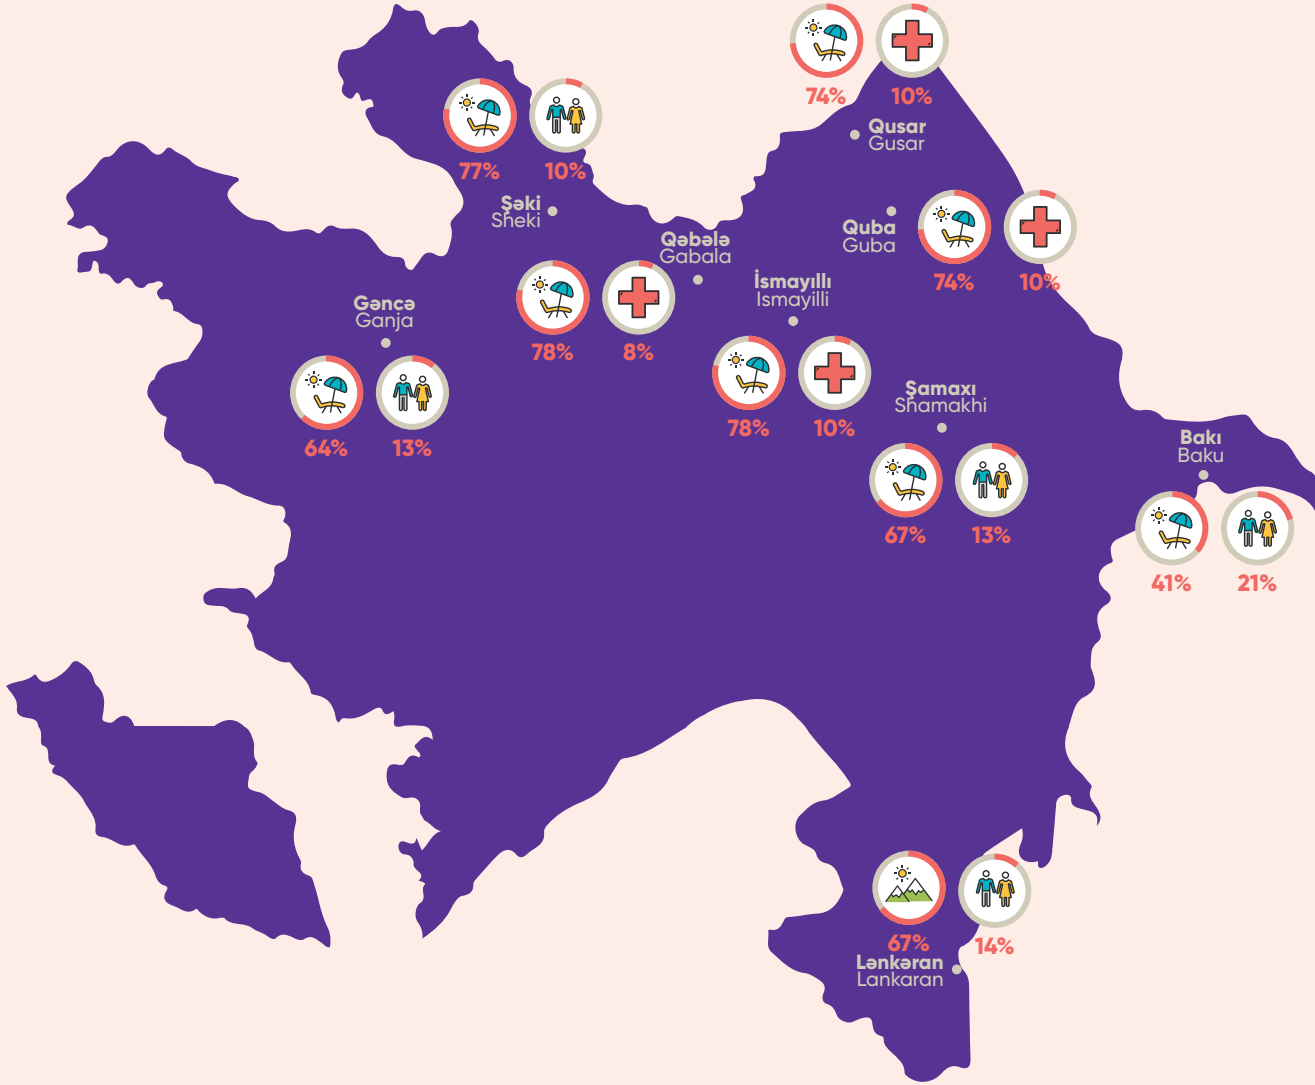 74% 10%
Qusar
Gusar
77% 10%
Şəki
Sheki
Quba
Guba
74% 10%
Qəbələ
Gabala
78% 8%
İsmayıllı
Ismayilli
78% 10%
Gəncə
Ganja
64% 13%
Şamaxı
Shamakhi
67% 13%
Bakı
Baku
41% 21%
67% 14%
Lənkəran
Lankaran